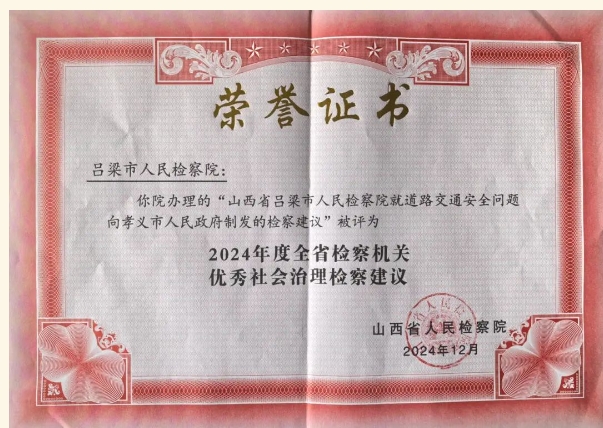 荣誉证书
吕梁市人民检察院：
你院办理的“山西省吕梁市人民检察院就道路交通安全问题
向孝义市人民政府制发的检察建议”被评为
2024年度全省检察机关
优秀社会治理检察建议
山西省人民检察院
2024年12月